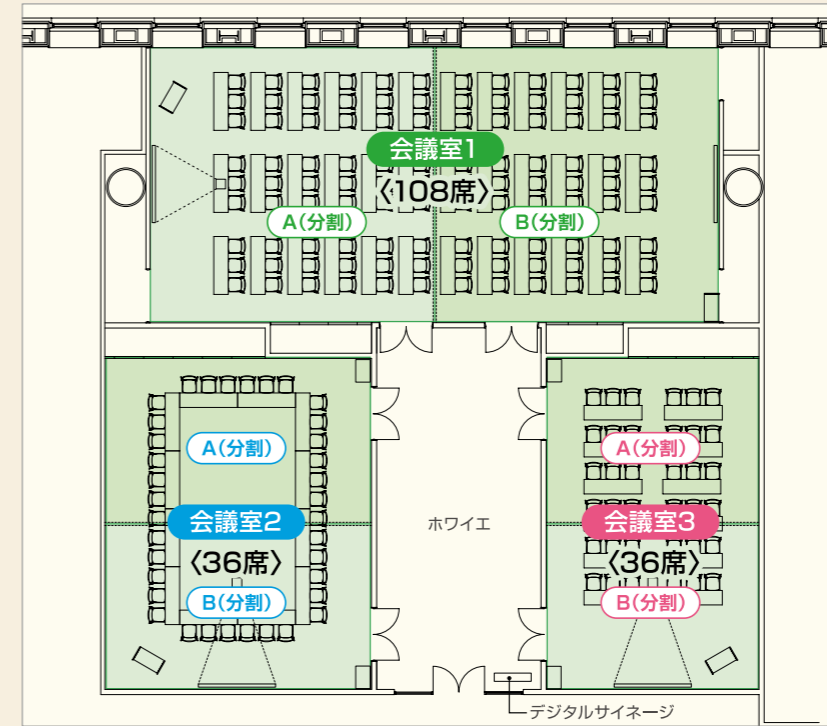 会議室1
〈108席〉
A(分割)
B(分割)
A(分割)
会議室2
〈36席〉
B(分割)
ホワイエ
A(分割)
会議室3
〈36席〉
B(分割)
デジタルサイネージ